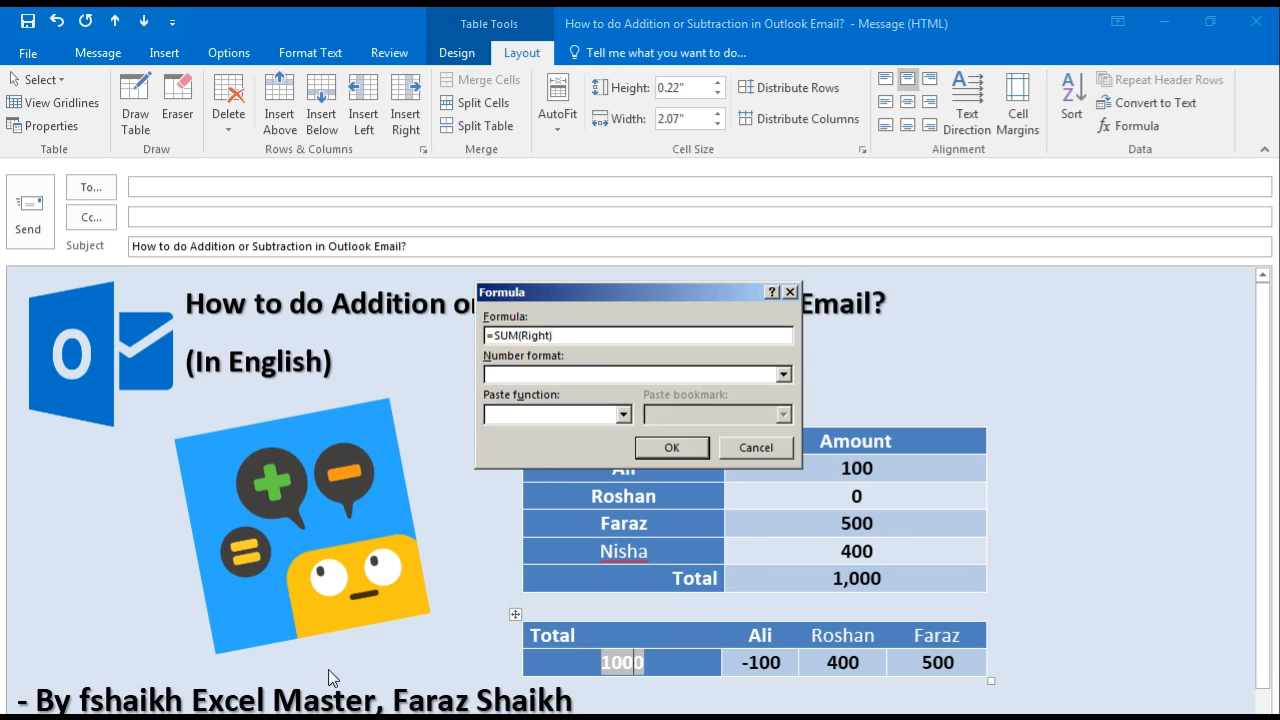 Table Tools
How to do Addition or Subtraction in Outlook Email? - Message (HTML)
File Message Insert Options Format Text Review Design Layout Tell me what you want to do...
Select
View Gridlines
Properties
Table
Draw Table
Eraser
Draw
Delete
Insert Above
Insert Below
Insert Left
Insert Right
Rows & Columns
Merge Cells
Split Cells
Split Table
Merge
AutoFit
Height: 0.22"
Width: 2.07"
Distribute Rows
Distribute Columns
Cell Size
Text Direction
Cell Margins
Alignment
Sort
Repeat Header Rows
Convert to Text
fx Formula
Data
Send
To...
Cc...
Subject How to do Addition or Subtraction in Outlook Email?
How to do Addition or Email?
(In English)
Formula
Formula:
=SUM(Right)
Number format:
Paste function: Paste bookmark:
OK Cancel
Amount
Ali 100
Roshan 0
Faraz 500
Nisha 400
Total 1,000
Total Ali Roshan Faraz
1000 -100 400 500
- By fshaikh Excel Master, Faraz Shaikh